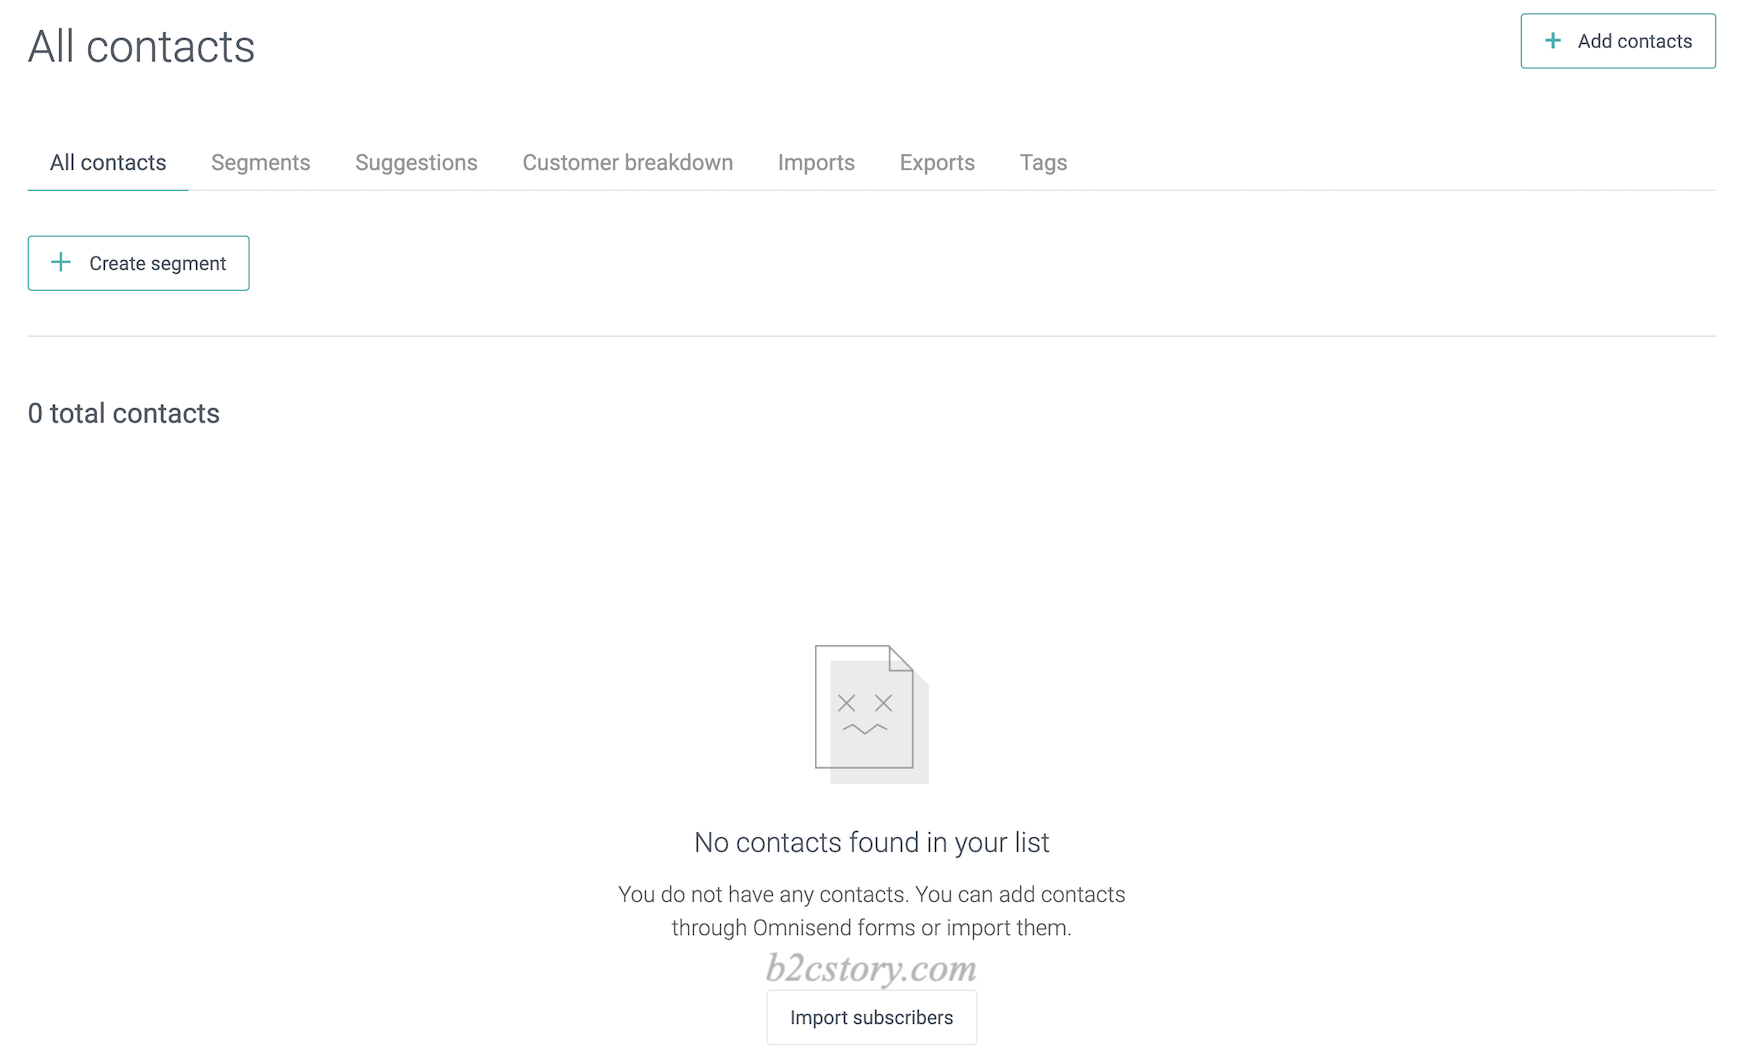 All contacts
Add contacts
All contacts Segments Suggestions Customer breakdown Imports Exports Tags
Create segment
0 total contacts
No contacts found in your list
You do not have any contacts. You can add contacts
through Omnisend forms or import them.
b2cstory.com
Import subscribers